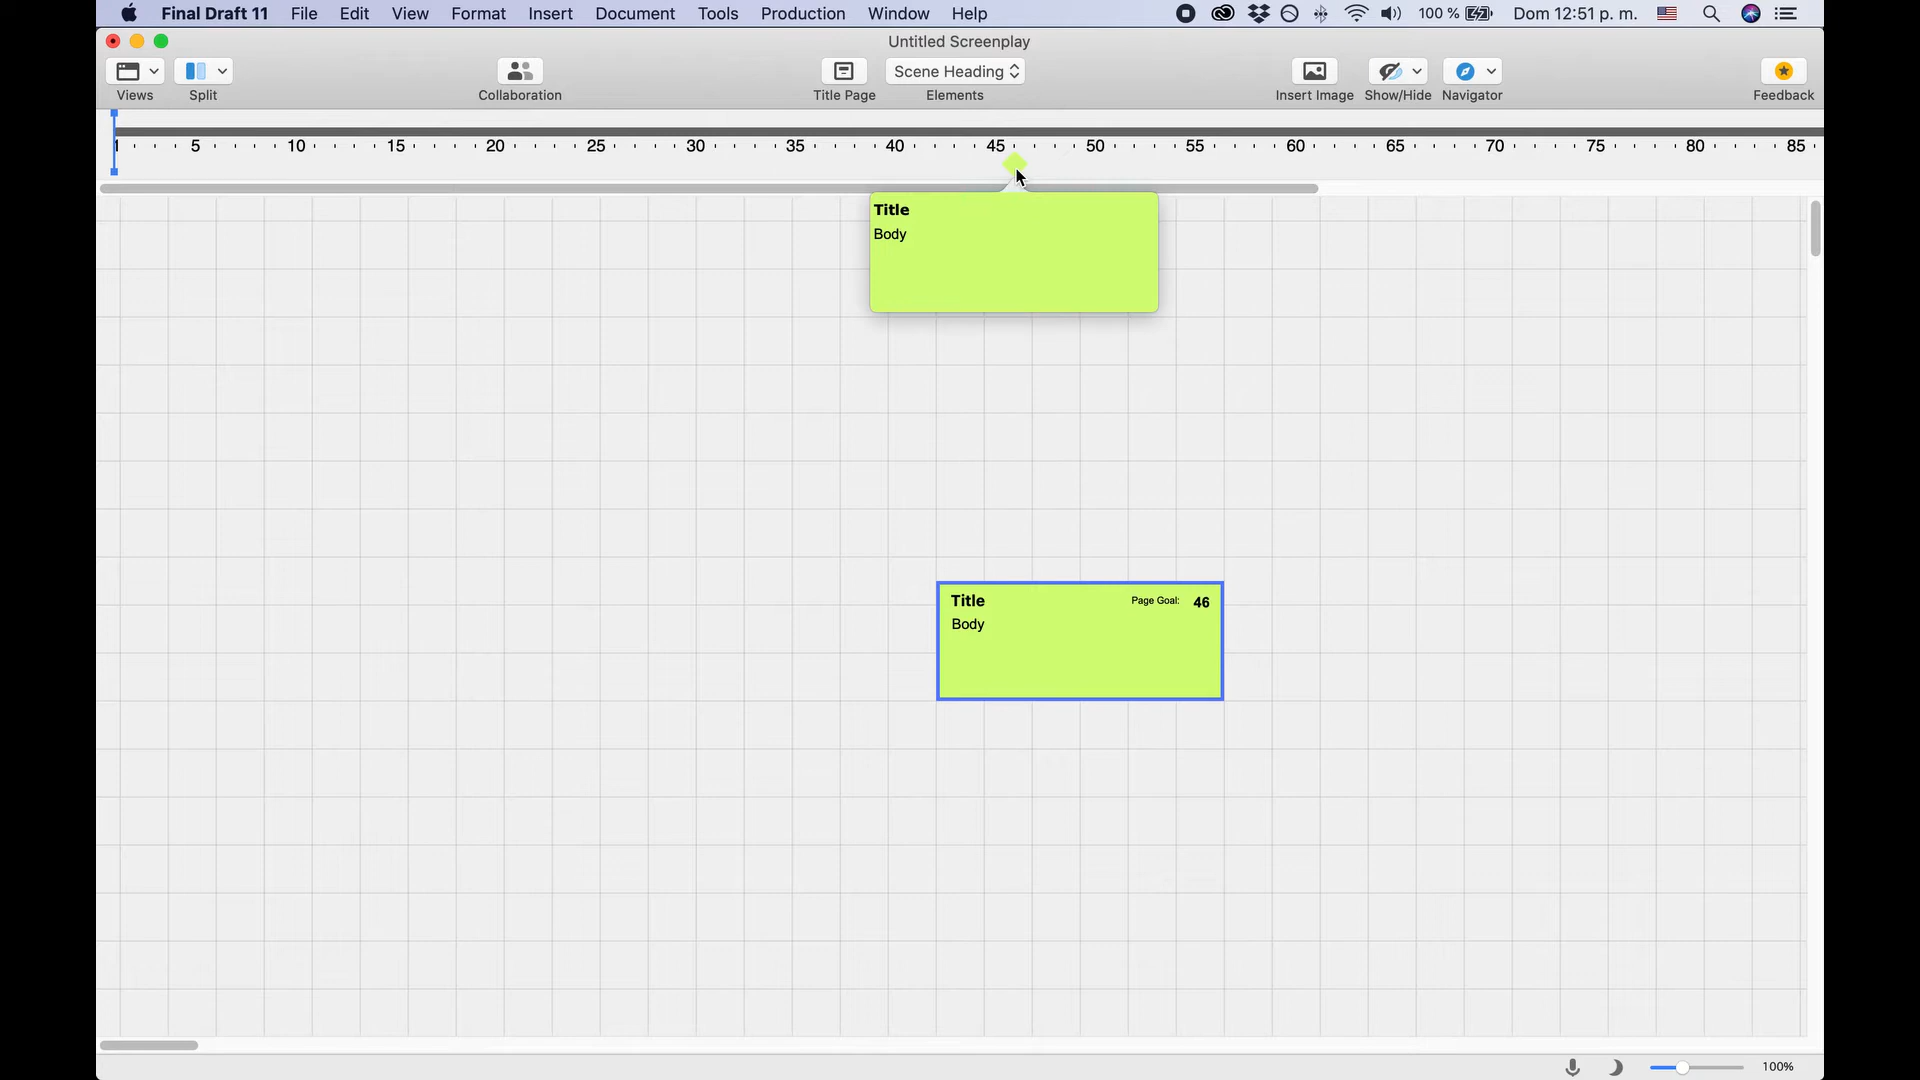 Final Draft 11 File Edit View Format Insert Document Tools Production Window Help 100 % Dom 12:51 p. m.
Untitled Screenplay
Scene Heading
Views Split Collaboration Title Page Elements Insert Image Show/Hide Navigator Feedback
1 5 10 15 20 25 30 35 40 45 50 55 60 65 70 75 80 85
Title
Body
Title Page Goal: 46
Body
100%